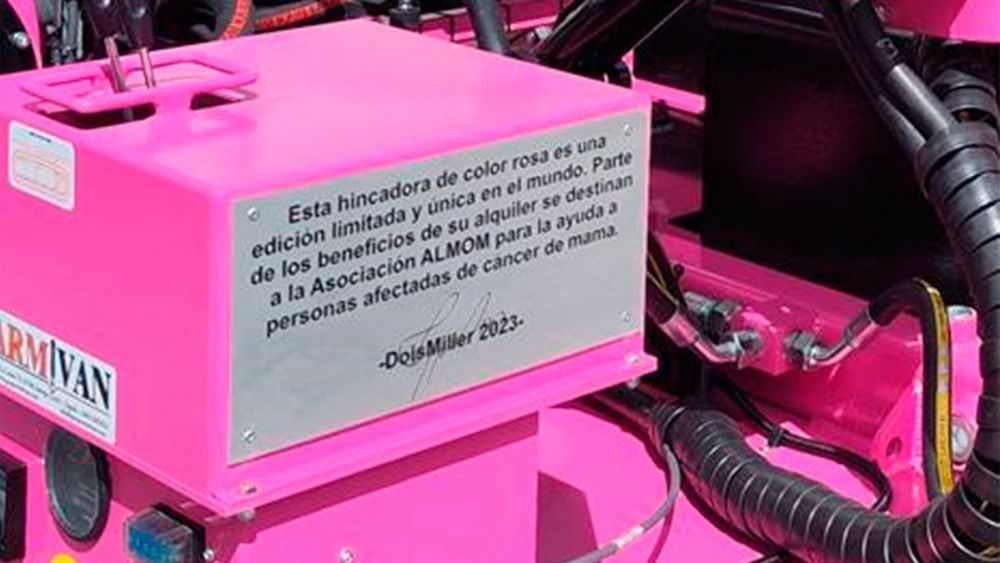 Esta hincadora de color rosa es una
edición limitada y única en el mundo. Parte
de los beneficios de su alquiler se destinan
a la Asociación ALMOM para la ayuda a
personas afectadas de cáncer de mama.
-DolsMiller 2023-
ARMIVAN